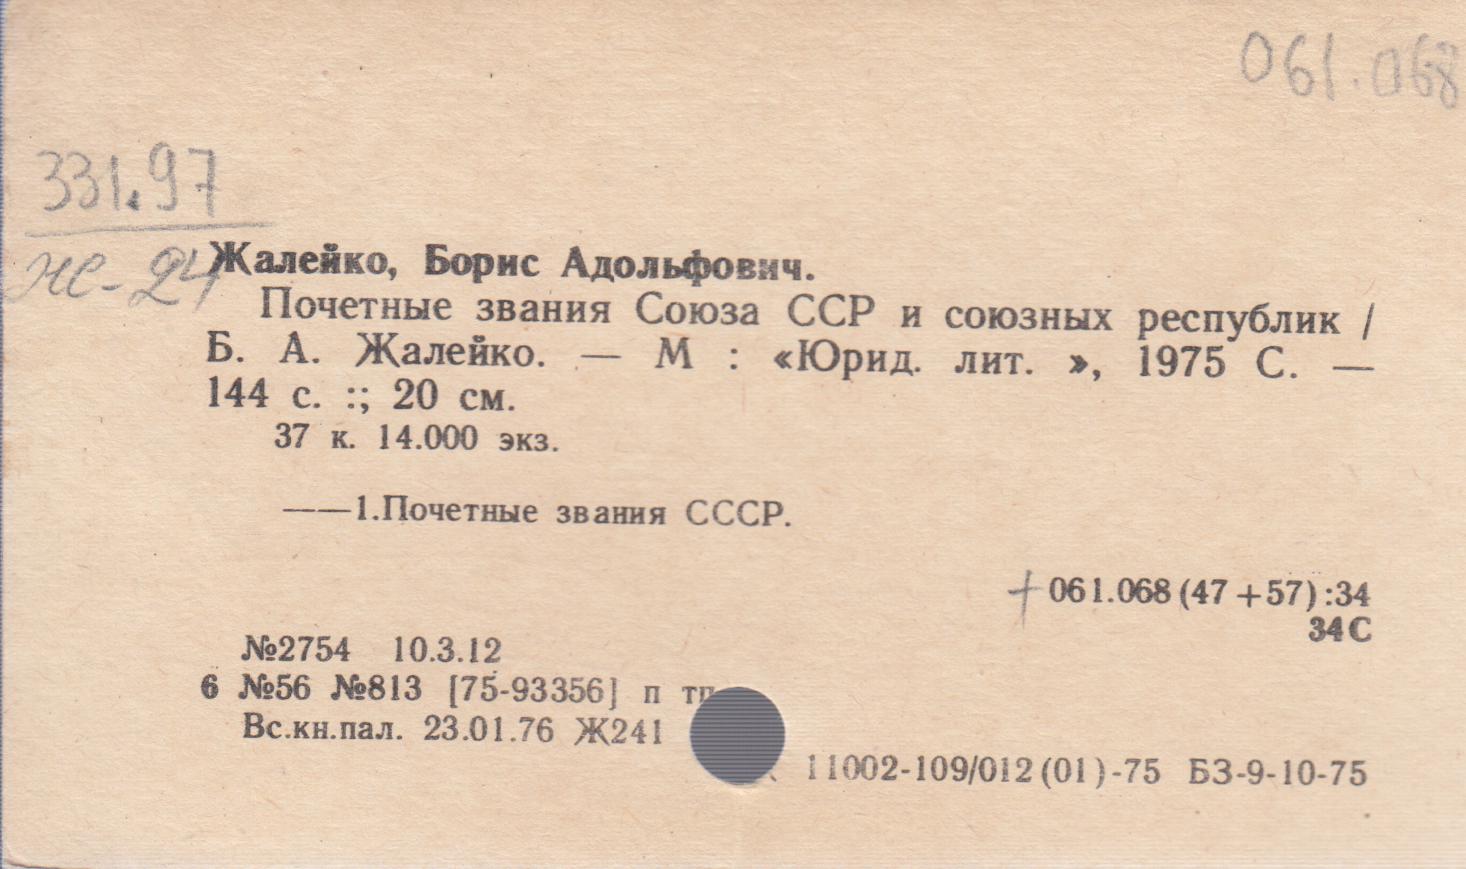 061.068
331.97
Ж-24
Жалейко, Борис Адольфович.
Почетные звания Союза ССР и союзных республик /
Б. А. Жалейко. — М : «Юрид. лит. », 1975 С. —
144 с. :; 20 см.
37 к. 14.000 экз.
——1.Почетные звания СССР.
+ 061.068 (47+57) :34
34С
№2754 10.3.12
6 №56 №813 [75-93356] п
Вс.кн.пал. 23.01.76 Ж241
11002-109/012(01)-75 БЗ-9-10-75